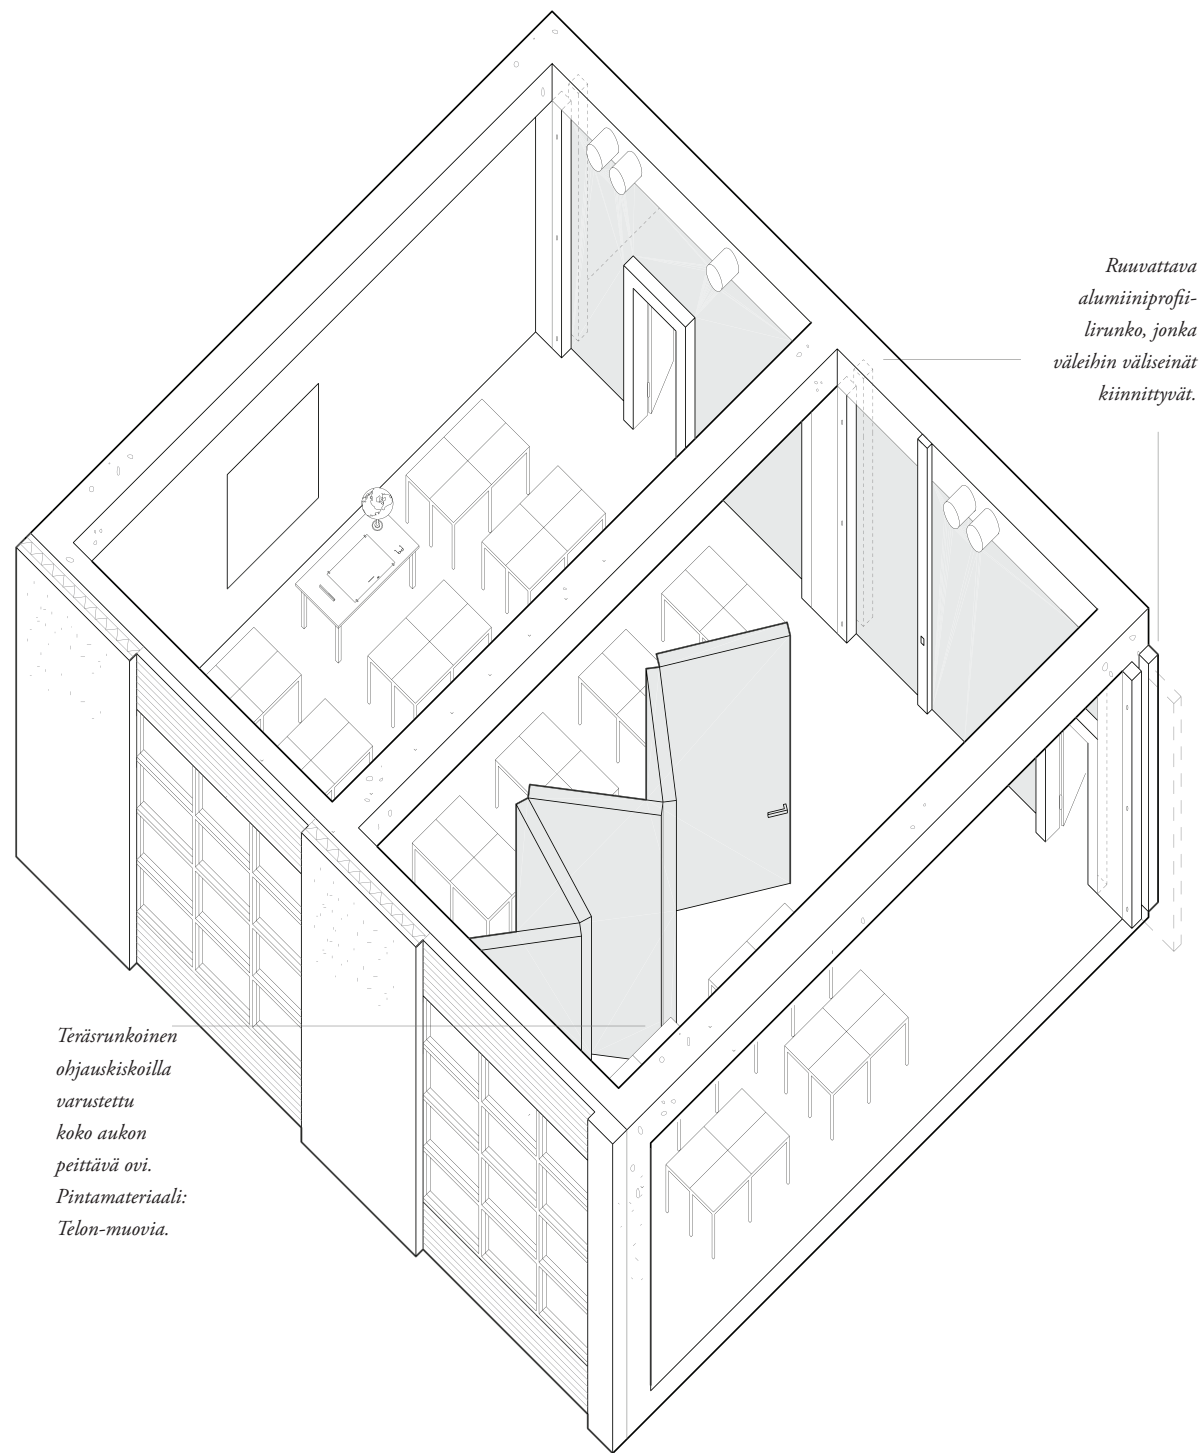 Ruuvattava
alumiiniprofii-
lirunko, jonka
väleihin väliseinät
kiinnittyvät.
Teräsrunkoinen
ohjauskiskoilla
varustettu
koko aukon
peittävä ovi.
Pintamateriaali:
Telon-muovia.